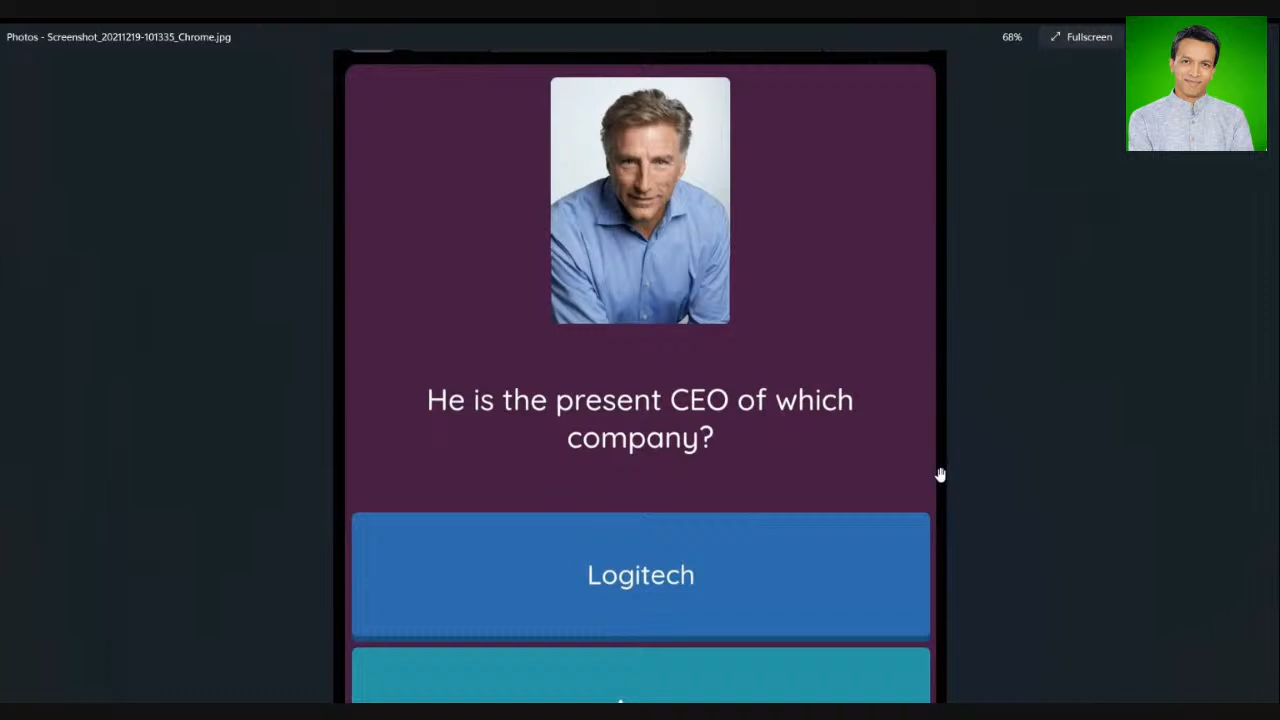 Photos - Screenshot_20211219-101335_Chrome.jpg
68%
Fullscreen
He is the present CEO of which
company?
Logitech